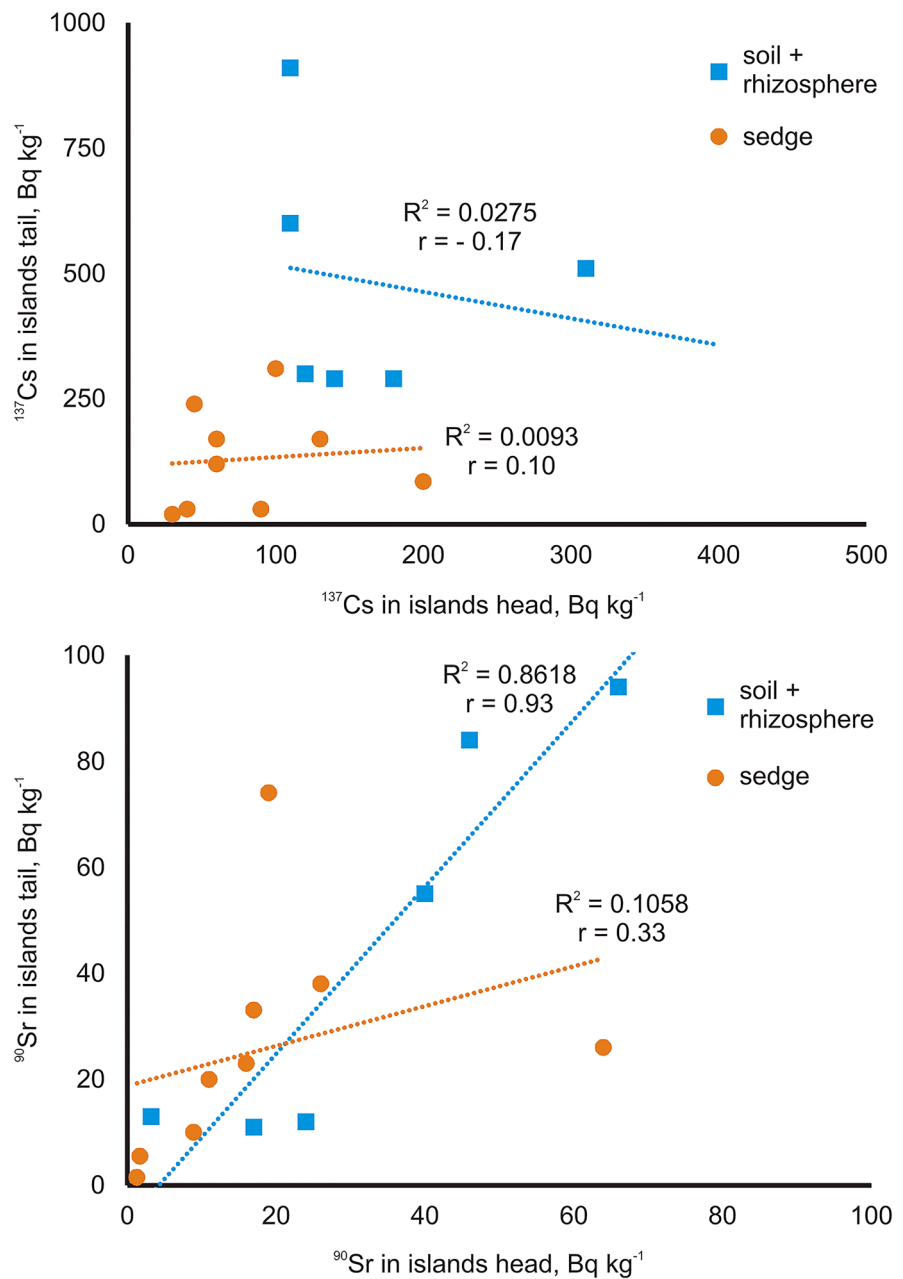 1000
750
500
250
0
0 100 200 300 400 500
¹³⁷Cs in islands tail, Bq kg⁻¹
¹³⁷Cs in islands head, Bq kg⁻¹
soil +
rhizosphere
sedge
R² = 0.0275
r = - 0.17
R² = 0.0093
r = 0.10
100
80
60
40
20
0
0 20 40 60 80 100
⁹⁰Sr in islands tail, Bq kg⁻¹
⁹⁰Sr in islands head, Bq kg⁻¹
R² = 0.8618
r = 0.93
soil +
rhizosphere
sedge
R² = 0.1058
r = 0.33